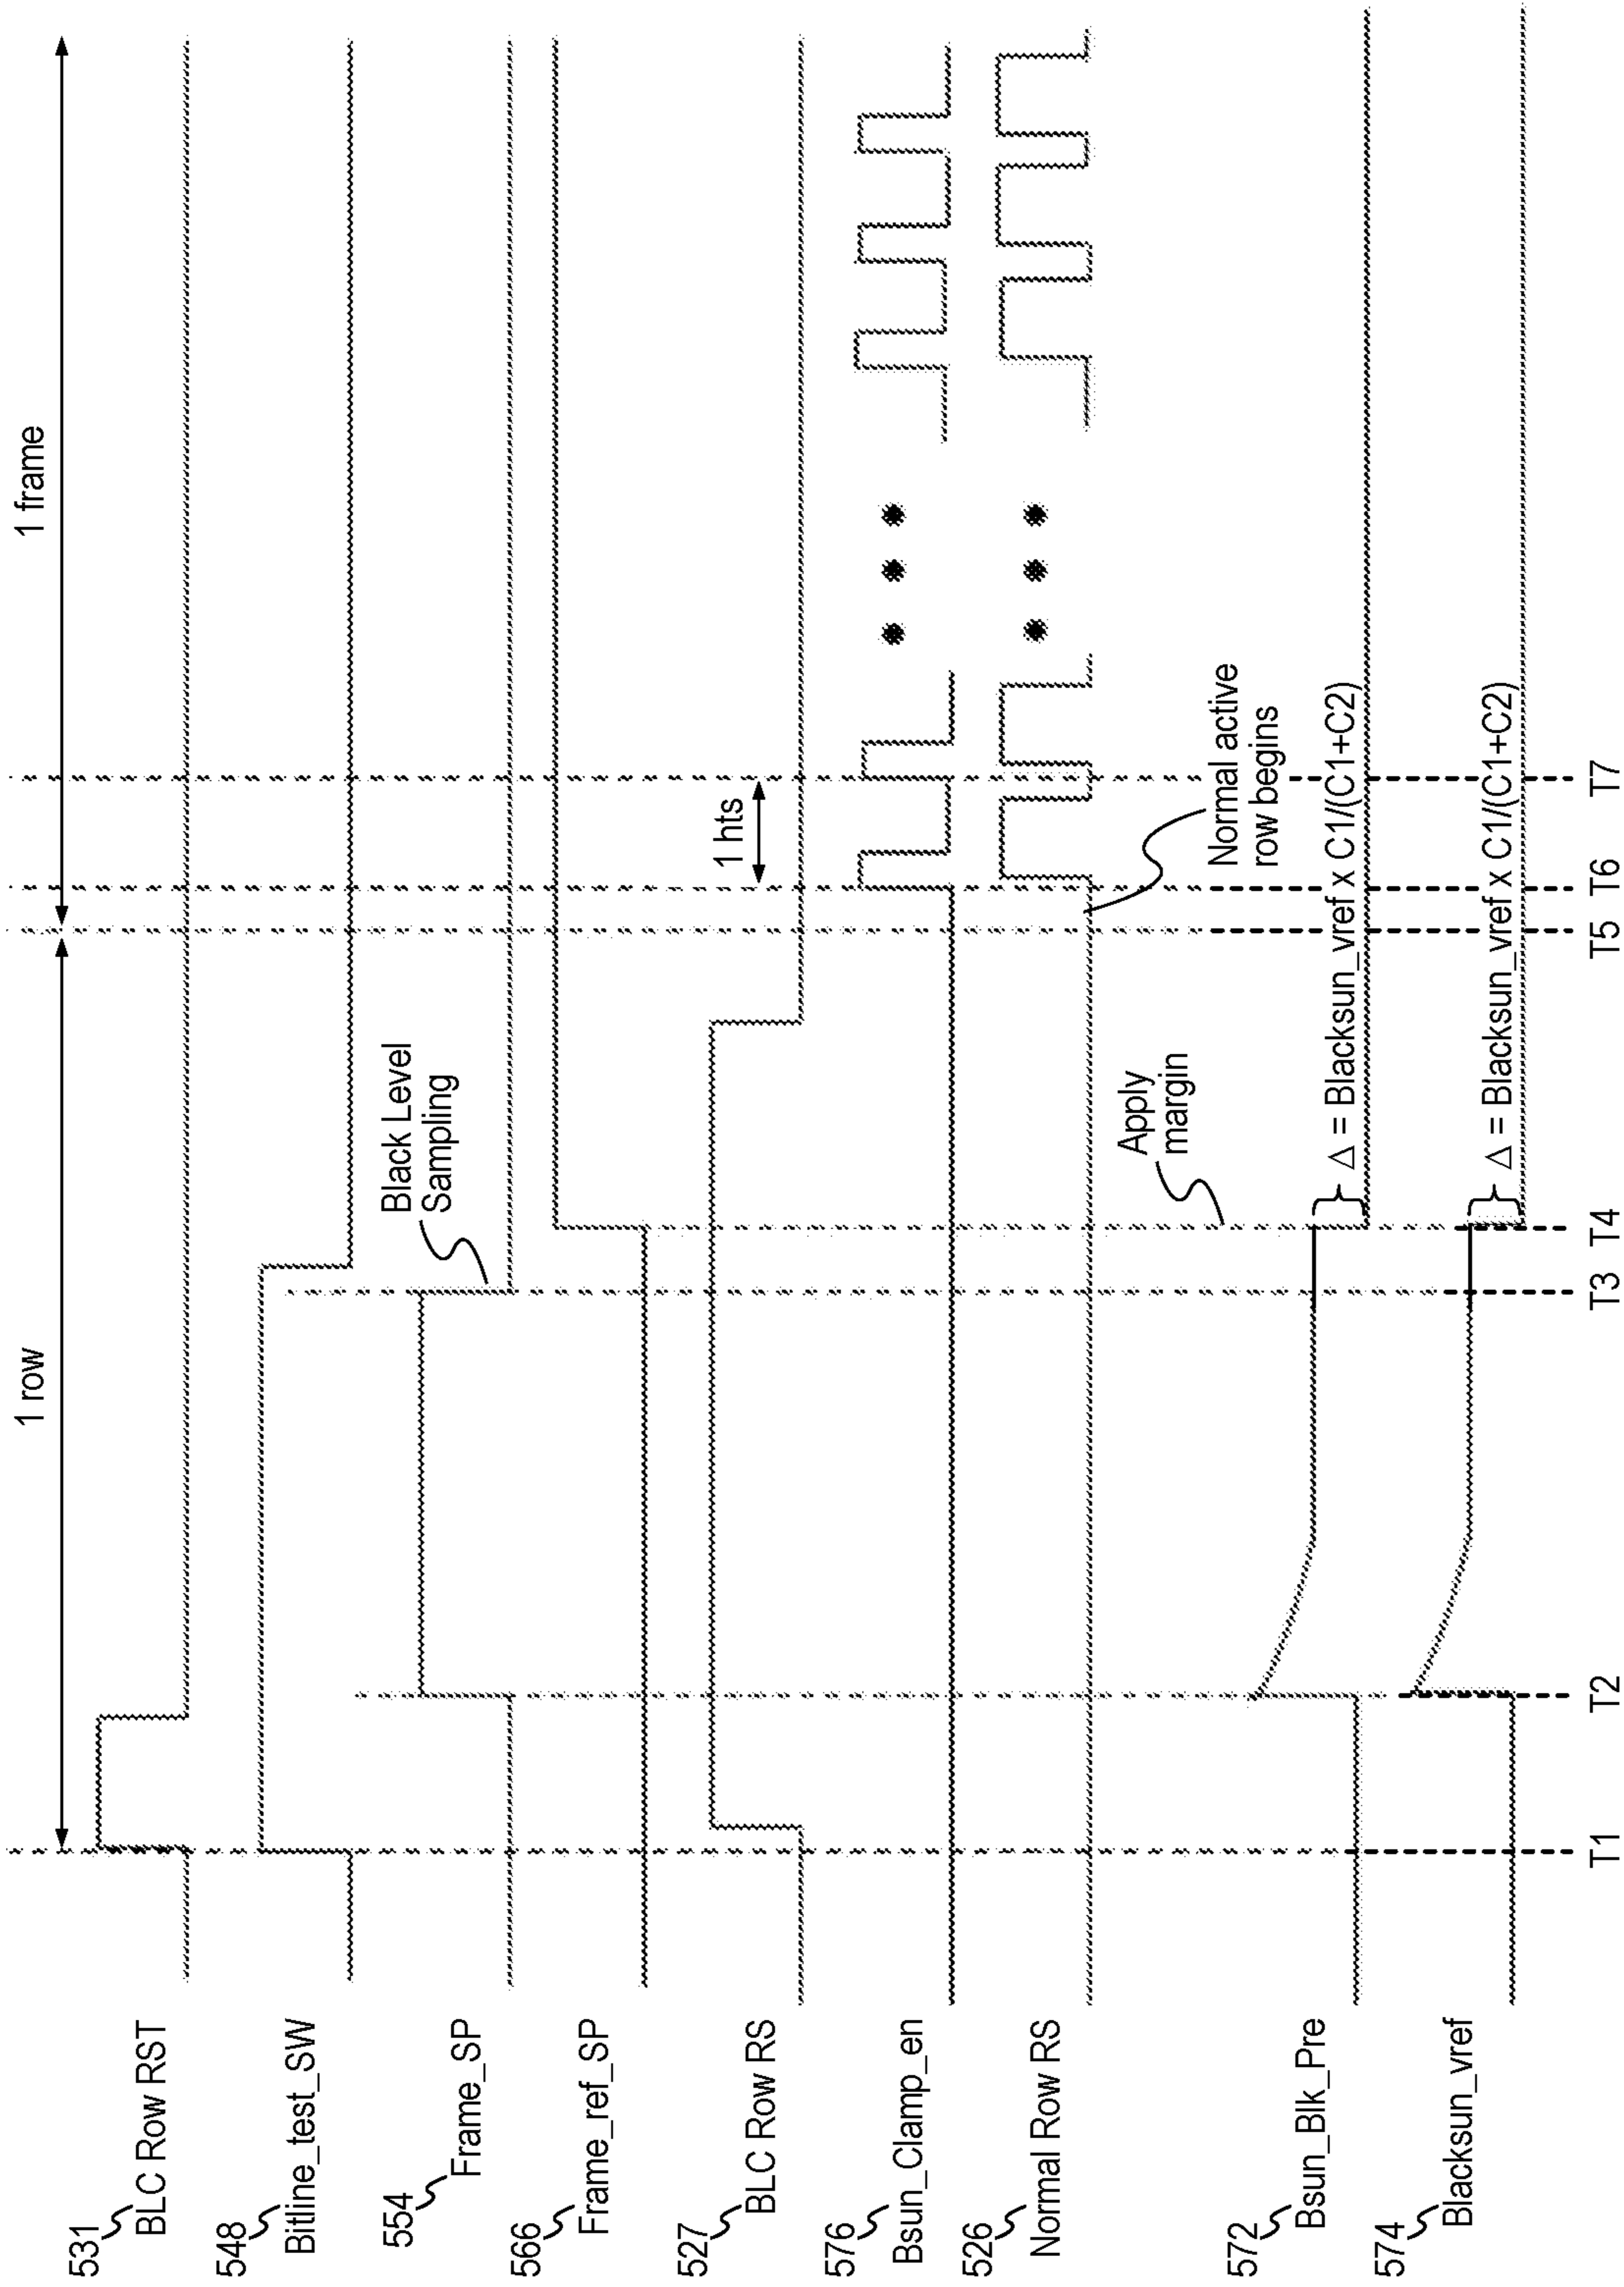 1 row
1 frame
531
BLC Row RST
548
Bitline_test_SW
Black Level
Sampling
554
Frame_SP
566
Frame_ref_SP
527
BLC Row RS
1 hts
576
Bsun_Clamp_en
526
Normal Row RS
Apply
margin
Normal active
row begins
572
Bsun_Blk_Pre
Δ = Blacksun_vref x C1/(C1+C2)
574
Blacksun_vref
Δ = Blacksun_vref x C1/(C1+C2)
T1
T2
T3
T4
T5
T6
T7